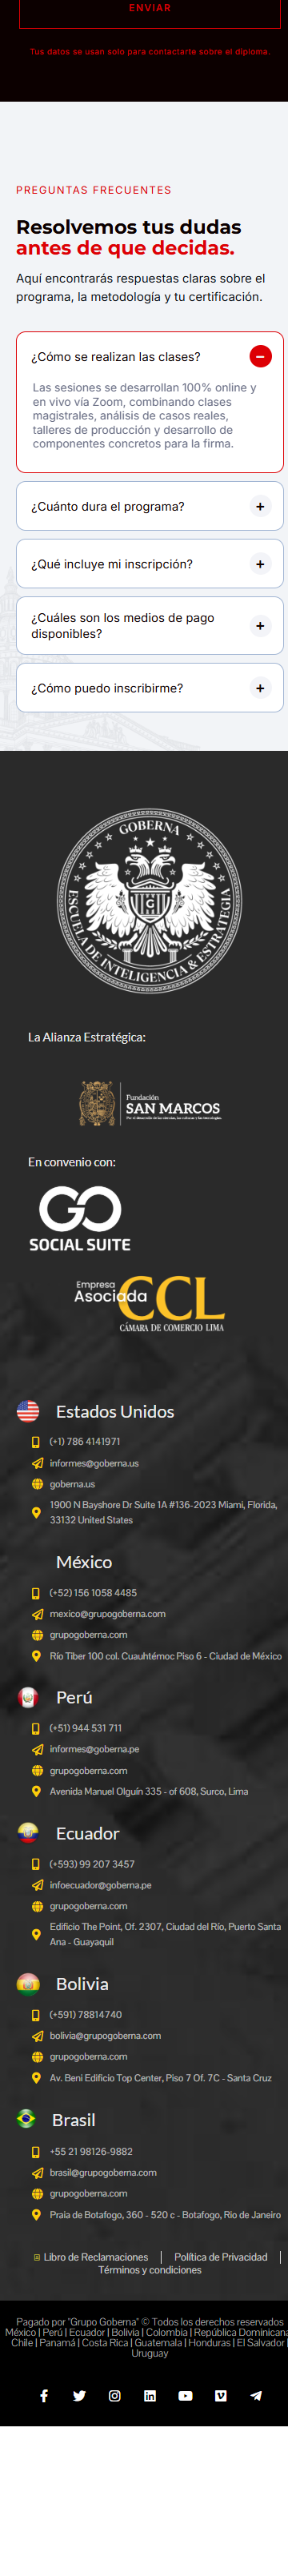 ENVIAR
Tus datos se usan solo para contactarte sobre el diploma.
PREGUNTAS FRECUENTES
Resolvemos tus dudas
antes de que decidas.
Aquí encontrarás respuestas claras sobre el
programa, la metodología y tu certificación.
¿Cómo se realizan las clases?
Las sesiones se desarrollan 100% online y
en vivo vía Zoom, combinando clases
magistrales, análisis de casos reales,
talleres de producción y desarrollo de
componentes concretos para la firma.
¿Cuánto dura el programa?
¿Qué incluye mi inscripción?
¿Cuáles son los medios de pago
disponibles?
¿Cómo puedo inscribirme?
GOBERNA
ESCUELA DE INTELIGENCIA & ESTRATEGIA
La Alianza Estratégica:
Fundación
SAN MARCOS
En convenio con:
GO
SOCIAL SUITE
Empresa
Asociada
CCL
CÁMARA DE COMERCIO LIMA
Estados Unidos
(+1) 786 4141971
informes@goberna.us
goberna.us
1900 N Bayshore Dr Suite 1A #136-2023 Miami, Florida,
33132 United States
México
(+52) 156 1058 4485
mexico@grupogoberna.com
grupogoberna.com
Río Tiber 100 col. Cuauhtémoc Piso 6 - Ciudad de México
Perú
(+51) 944 531 711
informes@goberna.pe
grupogoberna.com
Avenida Manuel Olguín 335 - of 608, Surco, Lima
Ecuador
(+593) 99 207 3457
infoecuador@goberna.pe
grupogoberna.com
Edificio The Point, Of. 2307, Ciudad del Río, Puerto Santa
Ana - Guayaquil
Bolivia
(+591) 78814740
bolivia@grupogoberna.com
grupogoberna.com
Av. Beni Edificio Top Center, Piso 7 Of. 7C - Santa Cruz
Brasil
+55 21 98126-9882
brasil@grupogoberna.com
grupogoberna.com
Praia de Botafogo, 360 - 520 c - Botafogo, Rio de Janeiro
Libro de Reclamaciones | Política de Privacidad |
Términos y condiciones
Pagado por "Grupo Goberna" © Todos los derechos reservados
México | Perú | Ecuador | Bolivia | Colombia | República Dominicana
Chile | Panamá | Costa Rica | Guatemala | Honduras | El Salvador |
Uruguay